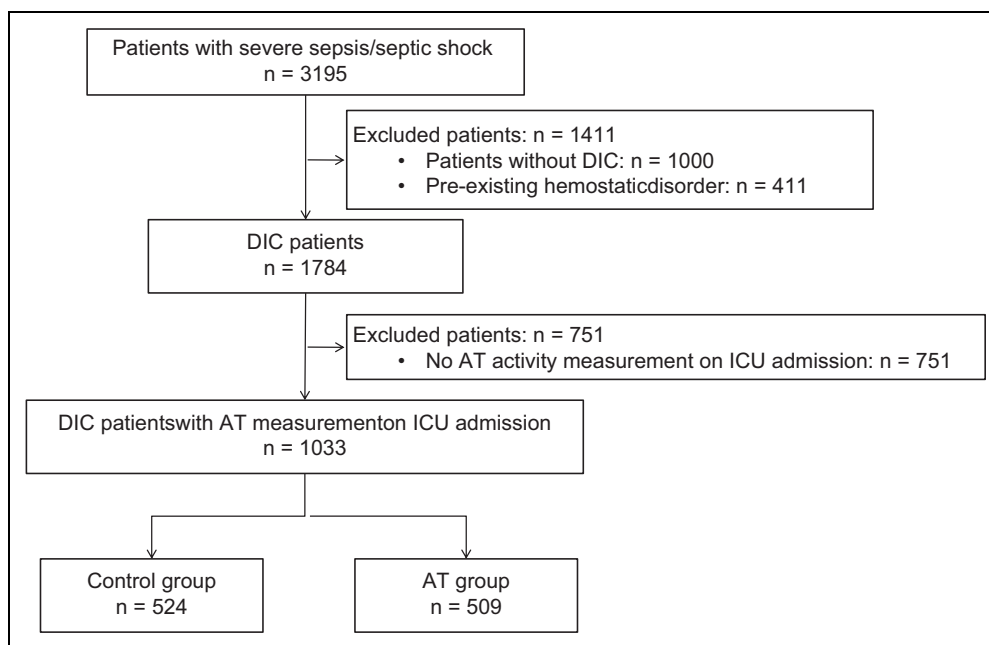 Patients with severe sepsis/septic shock
n = 3195
Excluded patients: n = 1411
• Patients without DIC: n = 1000
• Pre-existing hemostaticdisorder: n = 411
DIC patients
n = 1784
Excluded patients: n = 751
• No AT activity measurement on ICU admission: n = 751
DIC patientswith AT measurementon ICU admission
n = 1033
Control group
n = 524
AT group
n = 509